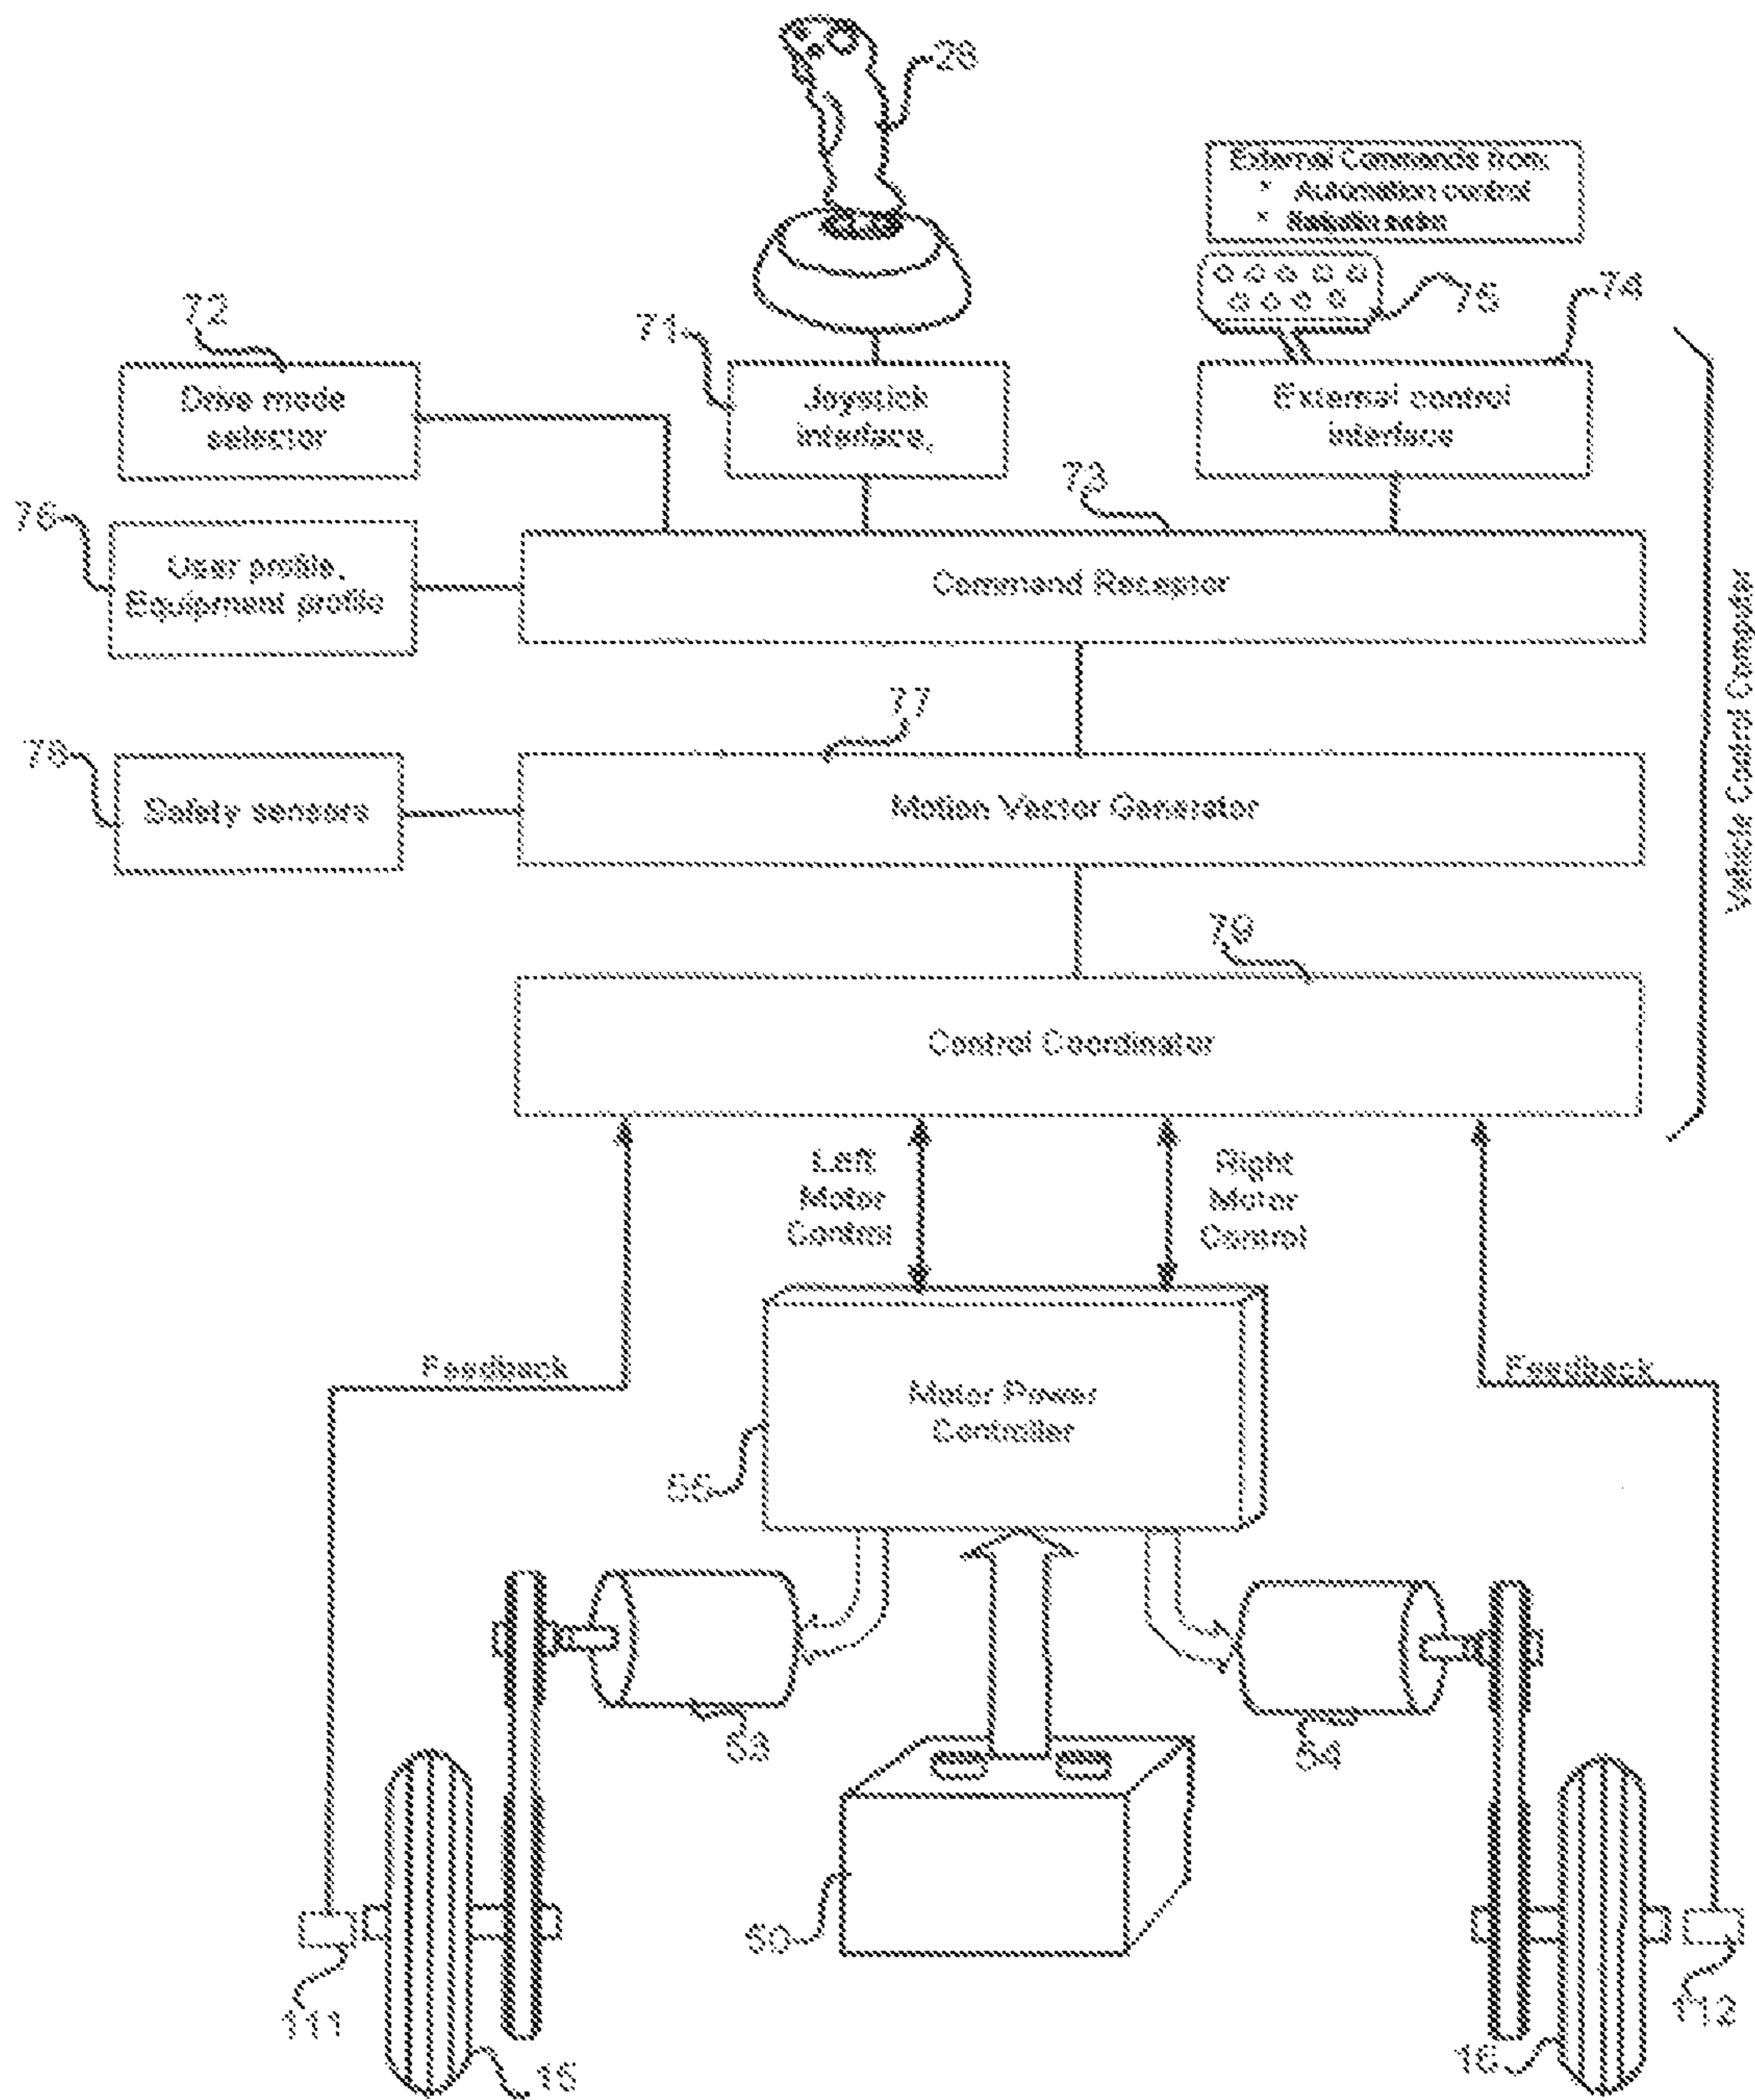 28
External Commands from:
× Automation control
×
75
74
72
71
Drive mode
selector
Joystick
interface,
External control
interface
73
76
User profile,
Equipment profile
Command Receptor
77
78
Safety sensors
Motion Vector Generator
Vehicle Control Computer
79
Control Coordinator
Left
Motor
Control
Right
Motor
Control
Feedback
Feedback
Motor Power
Controller
55
53
54
50
111
15
16
112